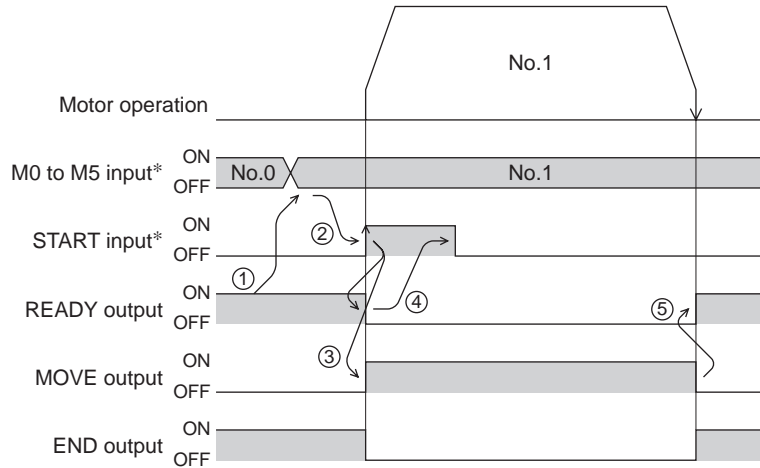 No.1
Motor operation
M0 to M5 input*
ON
OFF
No.0
No.1
START input*
ON
OFF
②
①
④
READY output
ON
OFF
⑤
③
MOVE output
ON
OFF
END output
ON
OFF